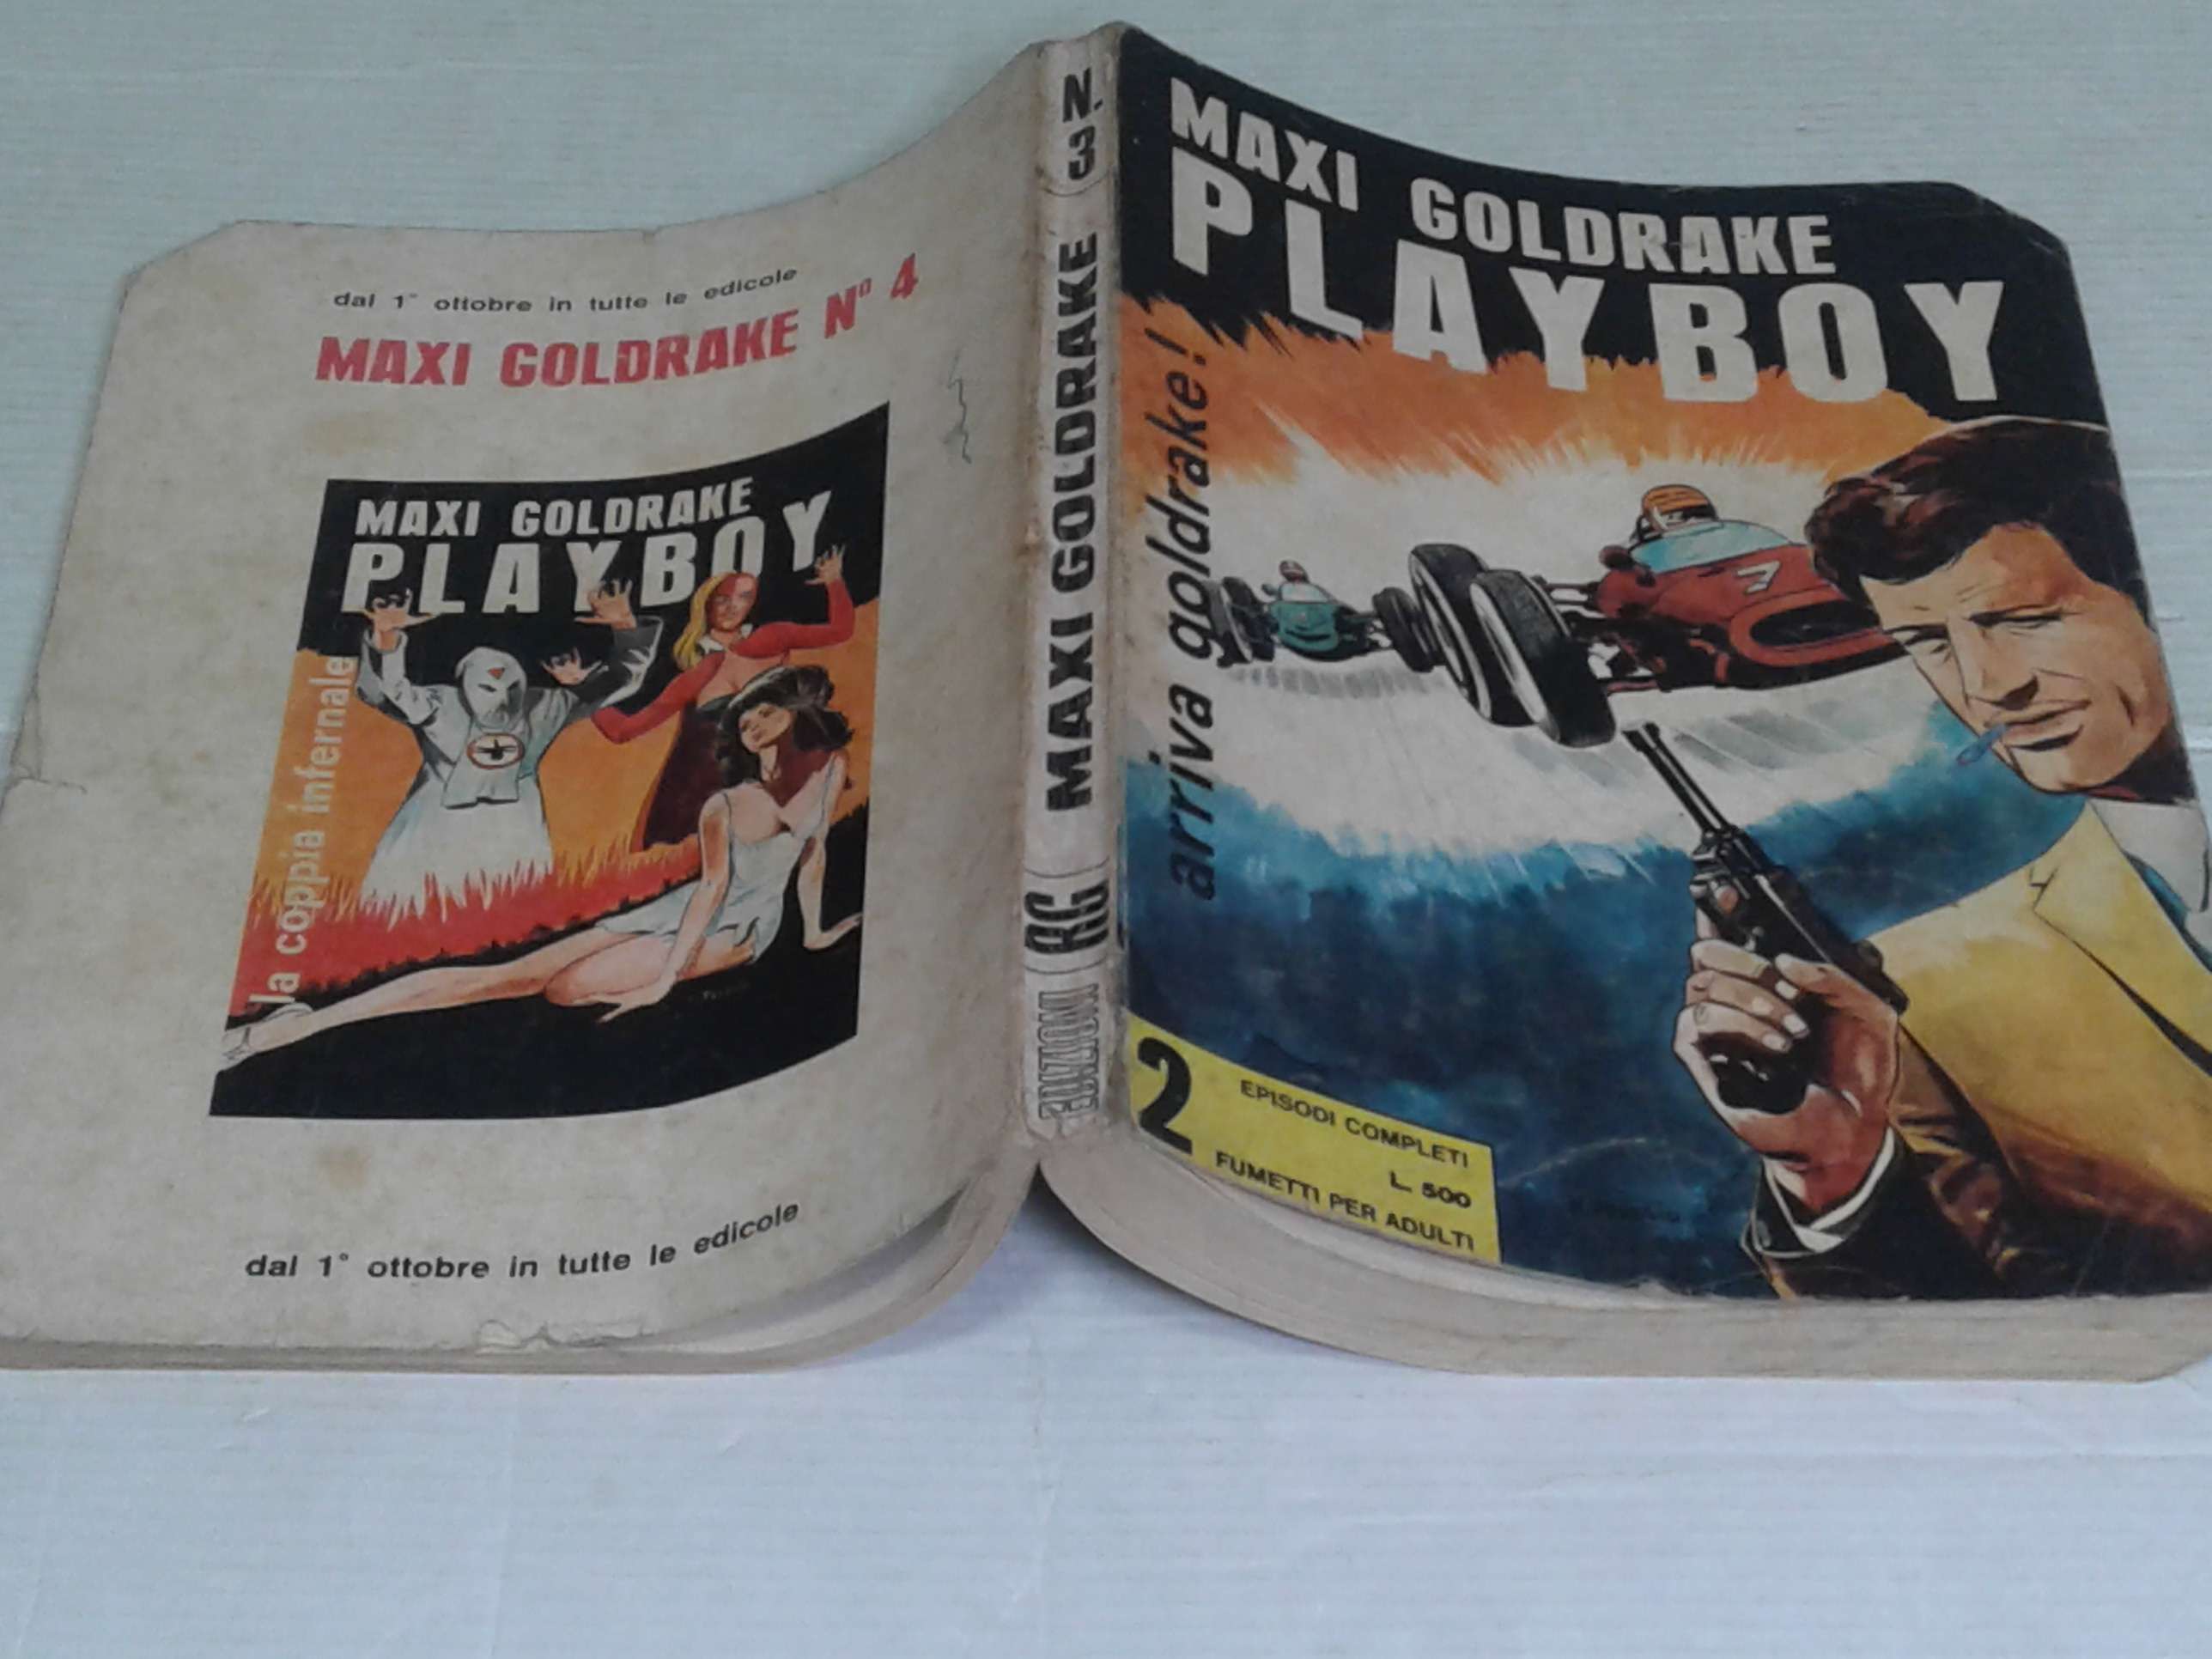 dal 1° ottobre in tutte le edicole
MAXI GOLDRAKE Nº 4
MAXI GOLDRAKE
PLAYBOY
la coppia infernale
dal 1° ottobre in tutte le edicole
N. 3
MAXI GOLDRAKE
RG
EDIZIONI
MAXI GOLDRAKE
PLAYBOY
arriva goldrake!
3
2
EPISODI COMPLETI
L. 500
FUMETTI PER ADULTI